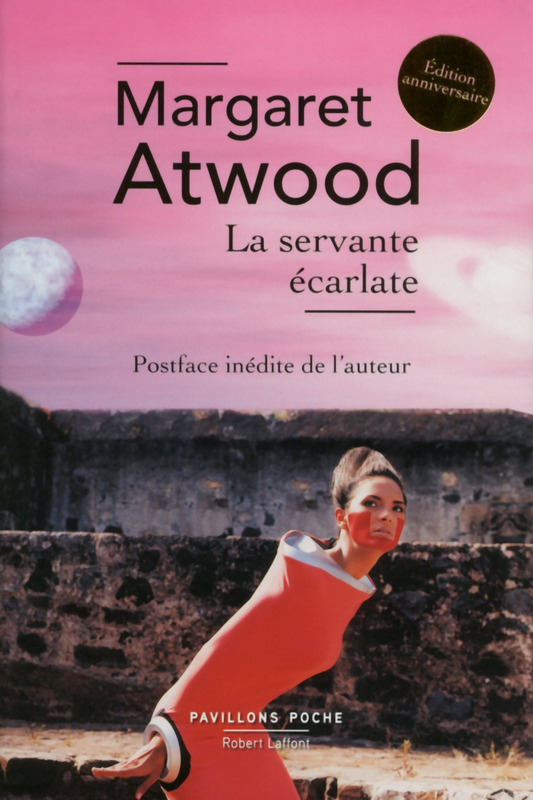 Édition
anniversaire
Margaret
Atwood
La servante
écarlate
Postface inédite de l'auteur
PAVILLONS POCHE
Robert Laffont